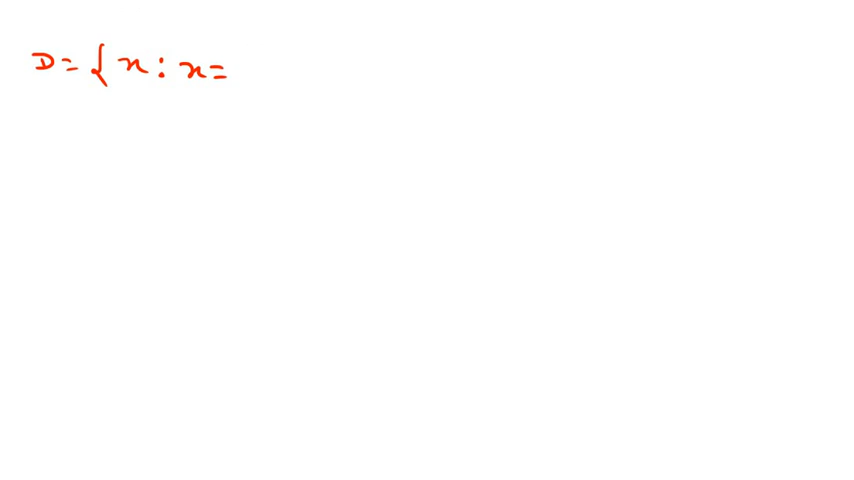 D = { x : x =